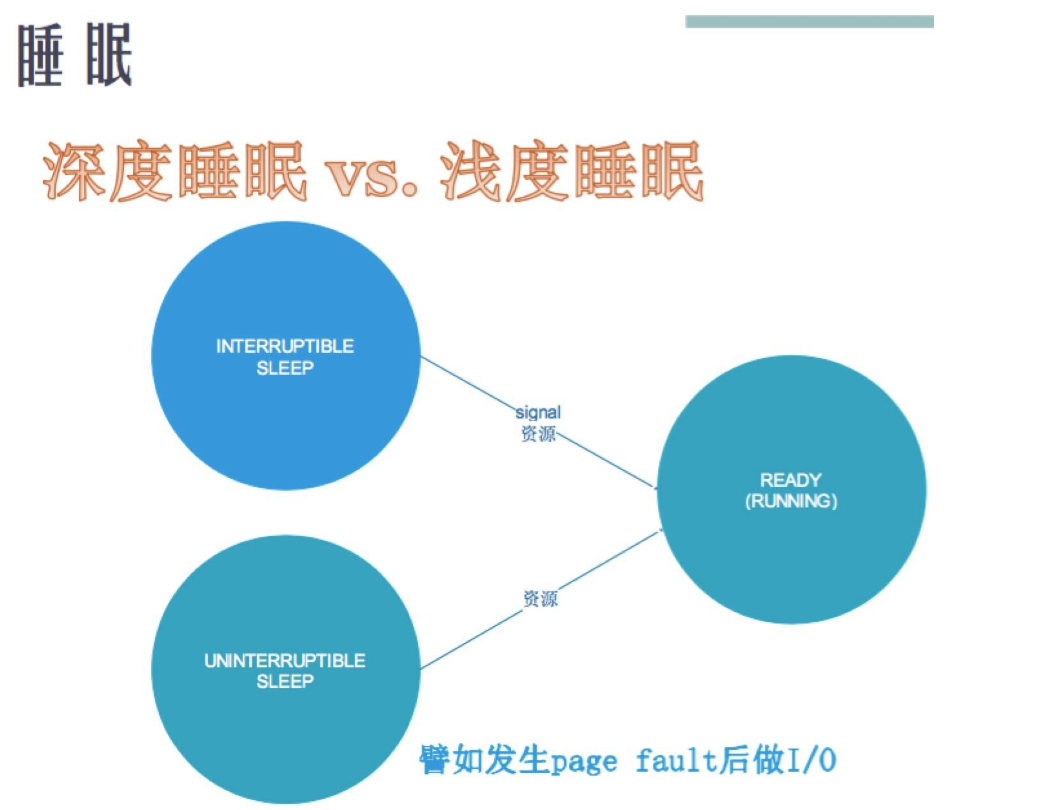 睡 眠
深度睡眠 vs. 浅度睡眠
INTERRUPTIBLE
SLEEP
signal
资源
READY
(RUNNING)
资源
UNINTERRUPTIBLE
SLEEP
譬如发生page fault后做I/O